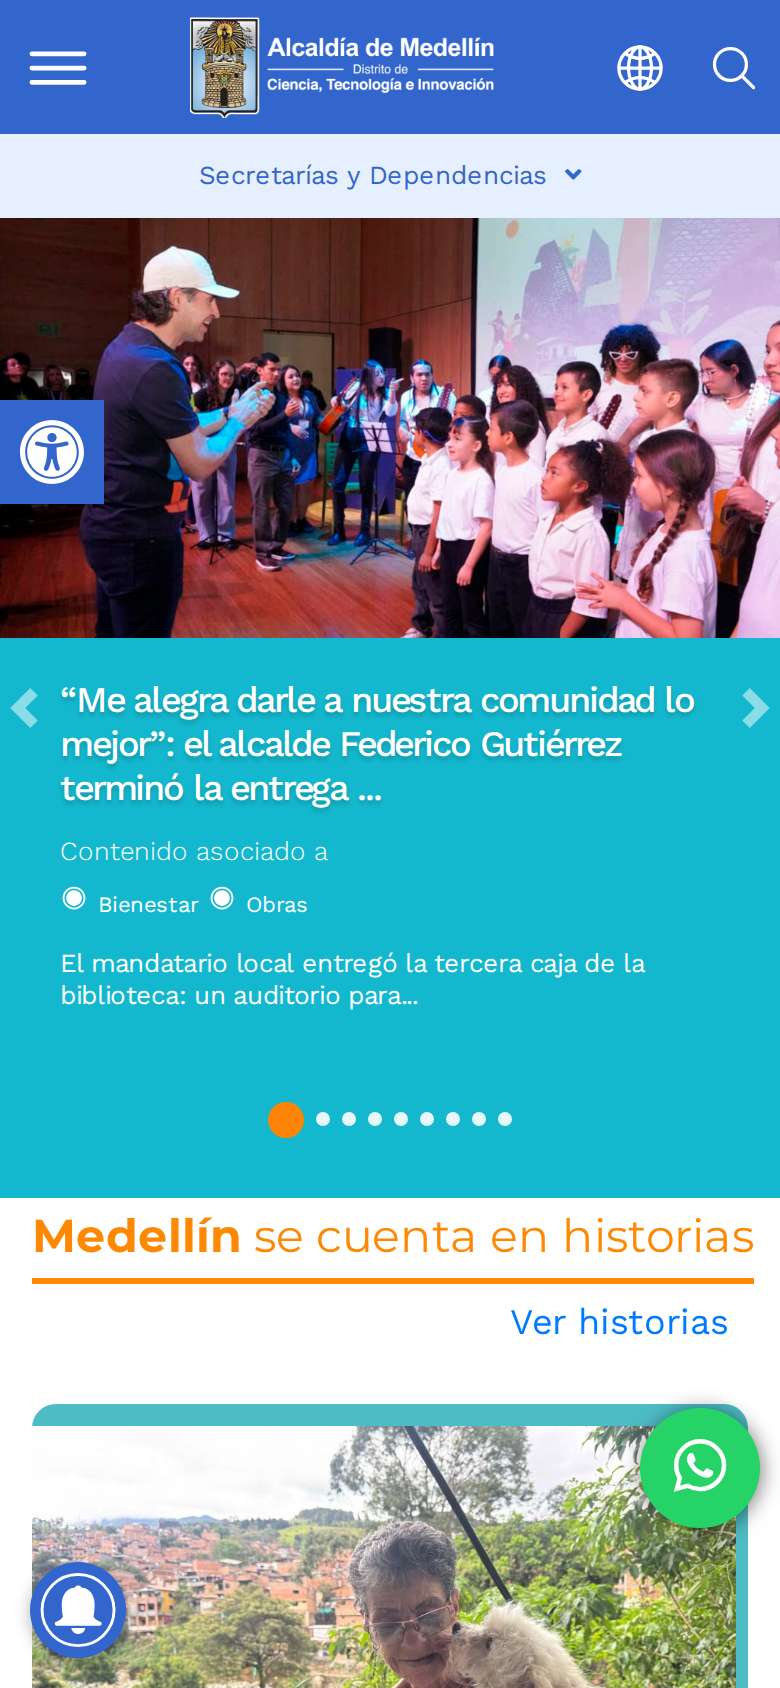 Alcaldía de Medellín
Distrito de
Ciencia, Tecnología e Innovación
Secretarías y Dependencias
“Me alegra darle a nuestra comunidad lo
mejor”: el alcalde Federico Gutiérrez
terminó la entrega ...
Contenido asociado a
Bienestar Obras
El mandatario local entregó la tercera caja de la
biblioteca: un auditorio para...
Medellín se cuenta en historias
Ver historias